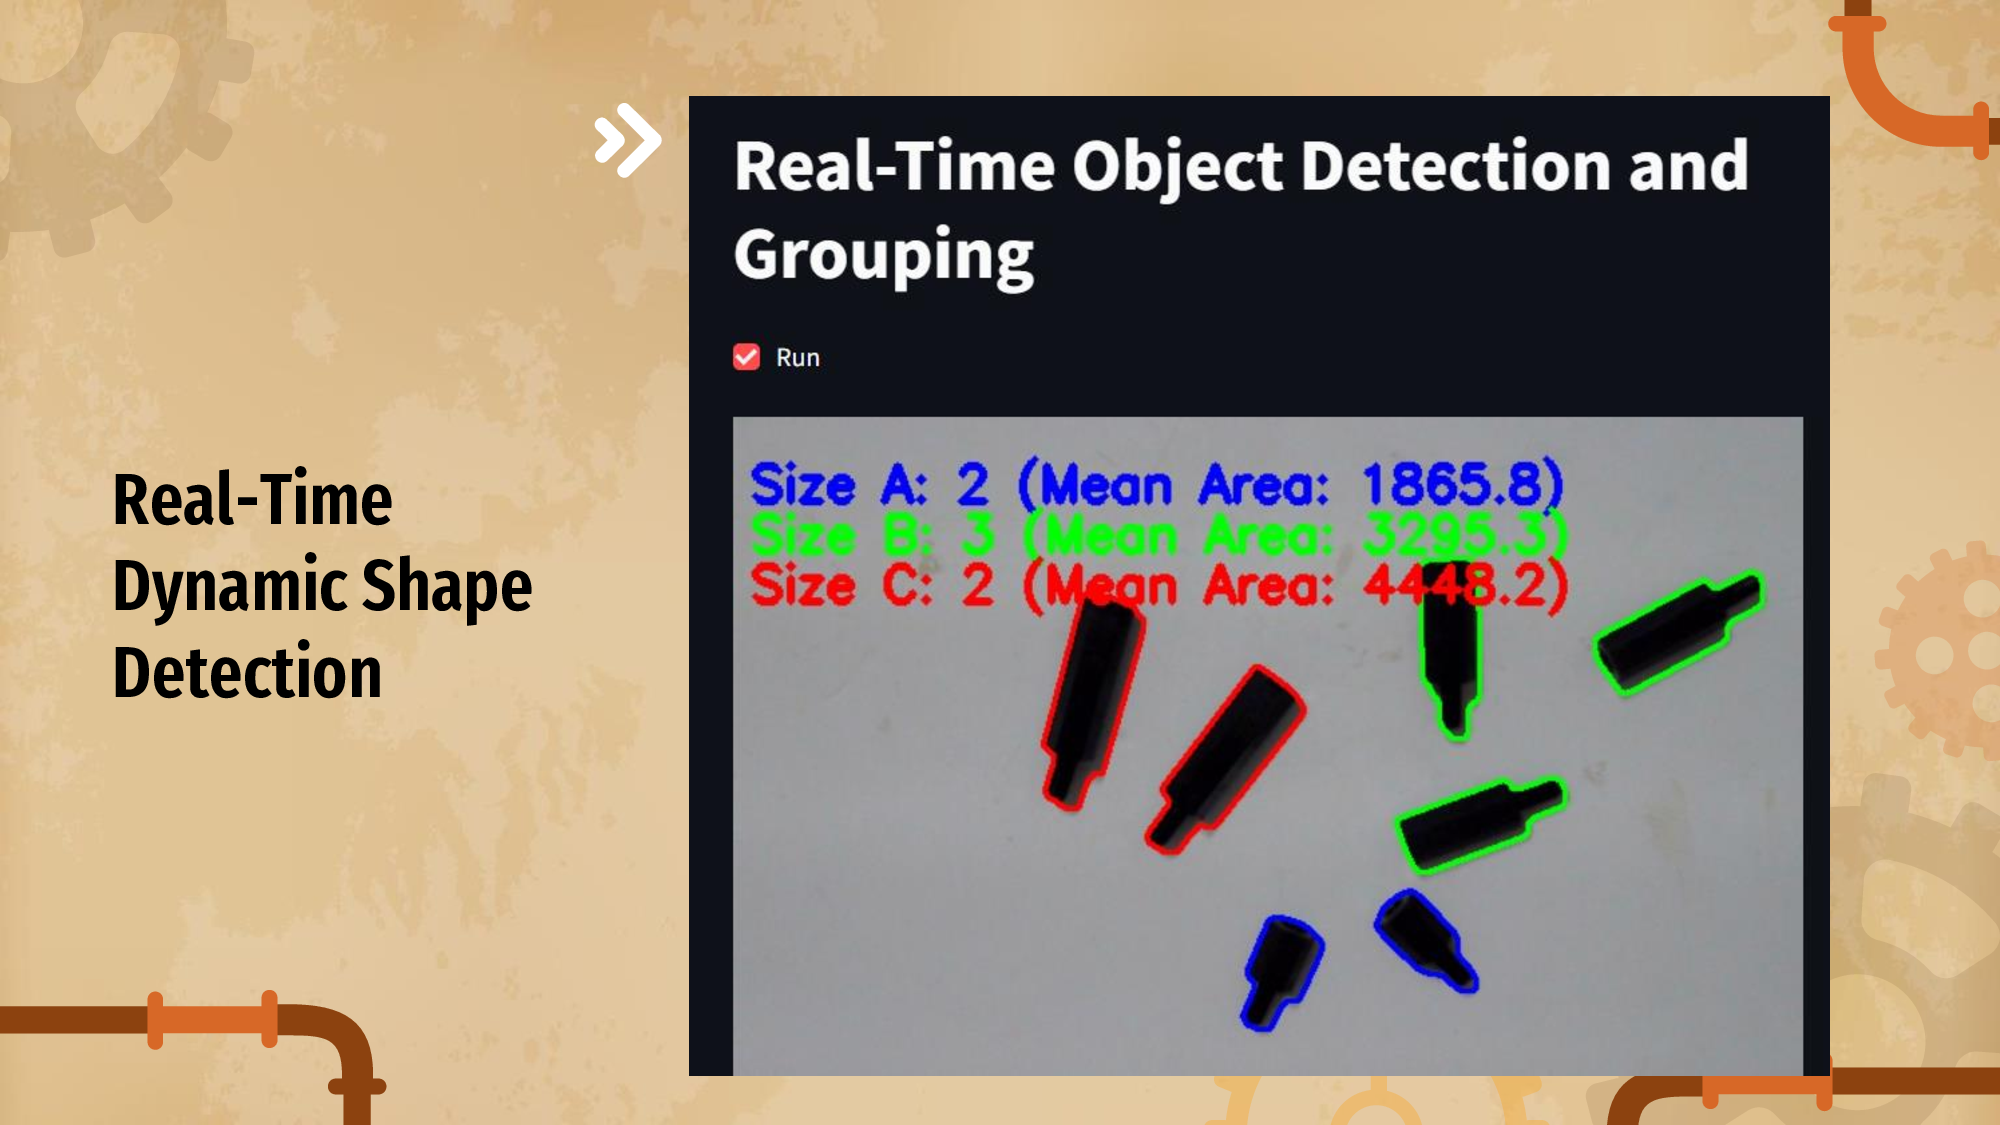 Real-Time
Dynamic Shape
Detection
Real-Time Object Detection and
Grouping
Run
Size A: 2 (Mean Area: 1865.8)
Size B: 3 (Mean Area: 3295.3)
Size C: 2 (Mean Area: 4448.2)